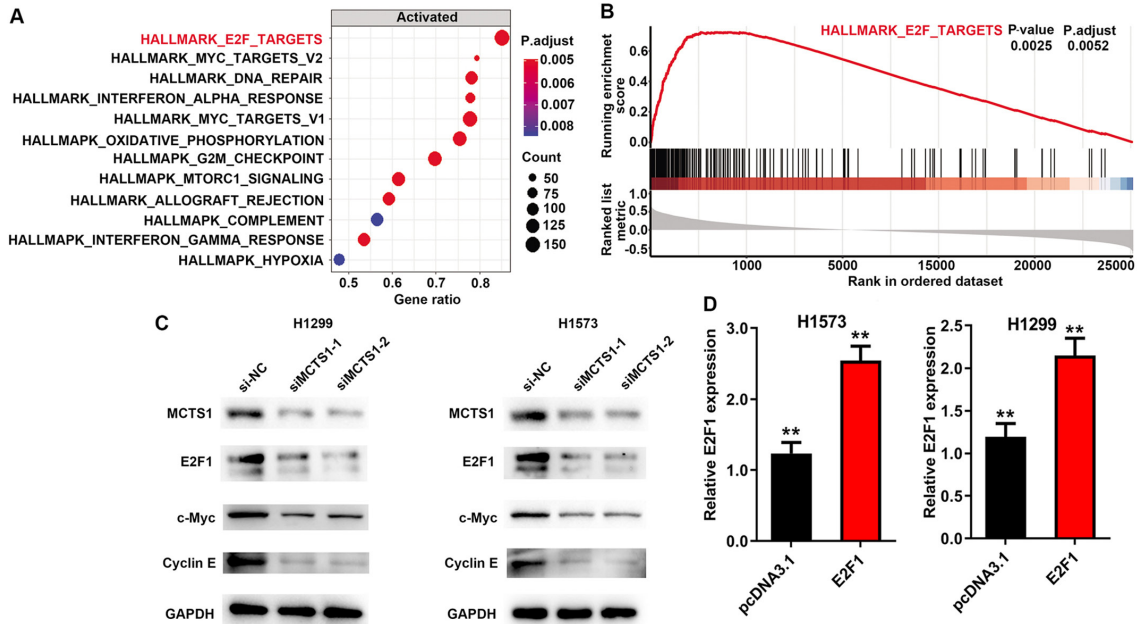 A
Activated
HALLMARK_E2F_TARGETS
HALLMARK_MYC_TARGETS_V2
HALLMARK_DNA_REPAIR
HALLMARK_INTERFERON_ALPHA_RESPONSE
HALLMARK_MYC_TARGETS_V1
HALLMAPK_OXIDATIVE_PHOSPHORYLATION
HALLMAPK_G2M_CHECKPOINT
HALLMAPK_MTORC1_SIGNALING
HALLMARK_ALLOGRAFT_REJECTION
HALLMAPK_COMPLEMENT
HALLMAPK_INTERFERON_GAMMA_RESPONSE
HALLMAPK_HYPOXIA
0.5 0.6 0.7 0.8
Gene ratio
P.adjust
0.005
0.006
0.007
0.008
Count
50
75
100
125
150
B
HALLMARK_E2F_TARGETS P-value P.adjust
0.0025 0.0052
Running enrichmet
score
0.6
0.4
0.2
0.0
Ranked list
metric
1.0
0.0
-0.5
1000 5000 20000 20000 25000
Rank in ordered dataset
C
H1299
si-NC siMCTS1-1 siMCTS1-2
MCTS1
E2F1
c-Myc
Cyclin E
GAPDH
H1573
si-NC siMCTS1-1 siMCTS1-2
MCTS1
E2F1
c-Myc
Cyclin E
GAPDH
D
H1573
Relative E2F1 expression
3.0
2.0
1.0
0.0
**
**
pcDNA3.1 E2F1
H1299
Relative E2F1 expression
2.5
2.0
1.5
1.0
0.5
0.0
**
**
pcDNA3.1 E2F1